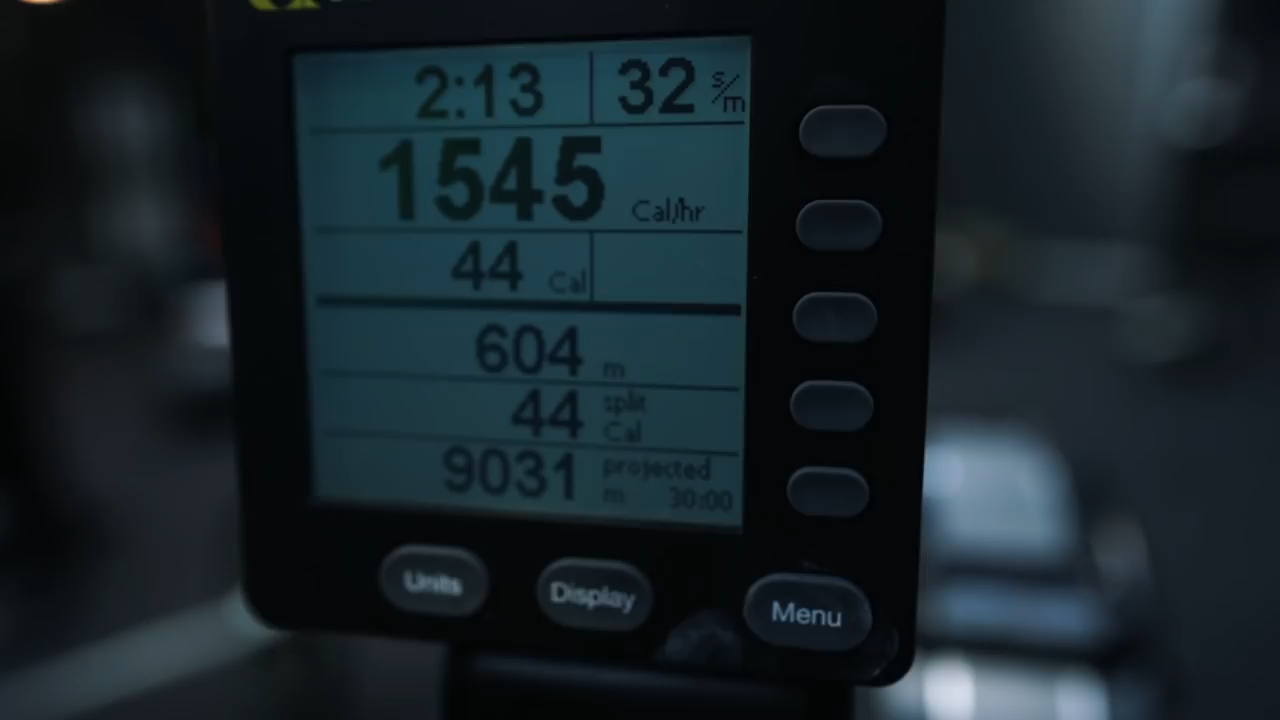 2:13 32 s/m
1545 Cal/hr
44 Cal
604 m
44 split Cal
9031 projected m 30:00
Units Display Menu